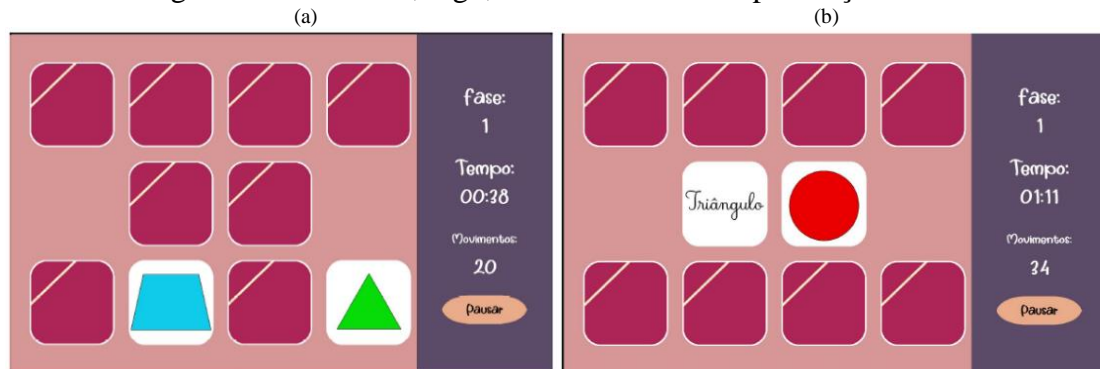 (a)
(b)
fase:
1
Tempo:
00:38
Movimentos:
20
Pausar
Triângulo
fase:
1
Tempo:
01:11
Movimentos:
34
Pausar